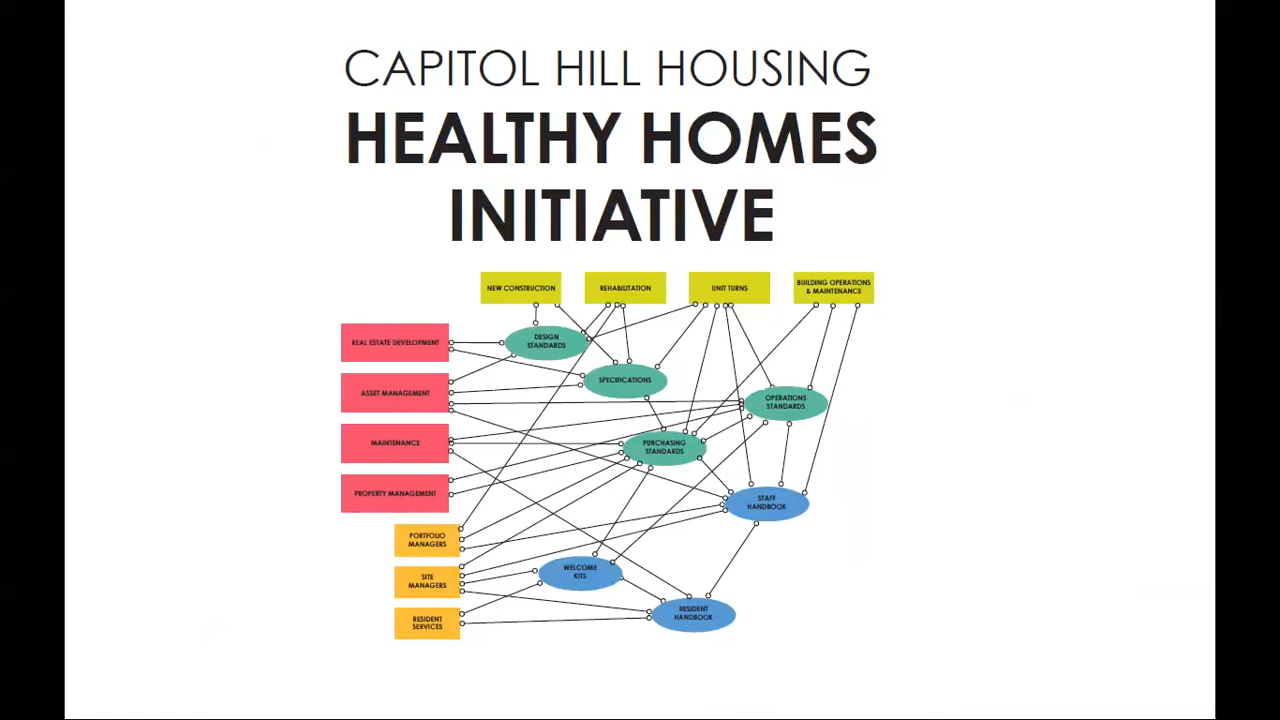 CAPITOL HILL HOUSING
HEALTHY HOMES
INITIATIVE
NEW CONSTRUCTION
REHABILITATION
UNIT TURNS
BUILDING OPERATIONS
& MAINTENANCE
REAL ESTATE DEVELOPMENT
DESIGN
STANDARDS
SPECIFICATIONS
ASSET MANAGEMENT
OPERATIONS
STANDARDS
MAINTENANCE
PURCHASING
STANDARDS
PROPERTY MANAGEMENT
STAFF
HANDBOOK
PORTFOLIO
MANAGERS
WELCOME
KITS
SITE
MANAGERS
RESIDENT
HANDBOOK
RESIDENT
SERVICES